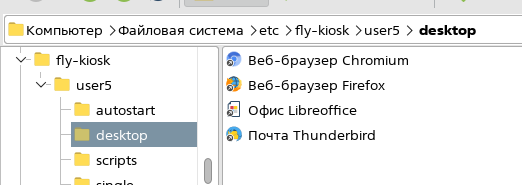 Компьютер > Файловая система > etc > fly-kiosk > user5 > desktop
fly-kiosk
user5
autostart
desktop
scripts
single
Веб-браузер Chromium
Веб-браузер Firefox
Офис Libreoffice
Почта Thunderbird